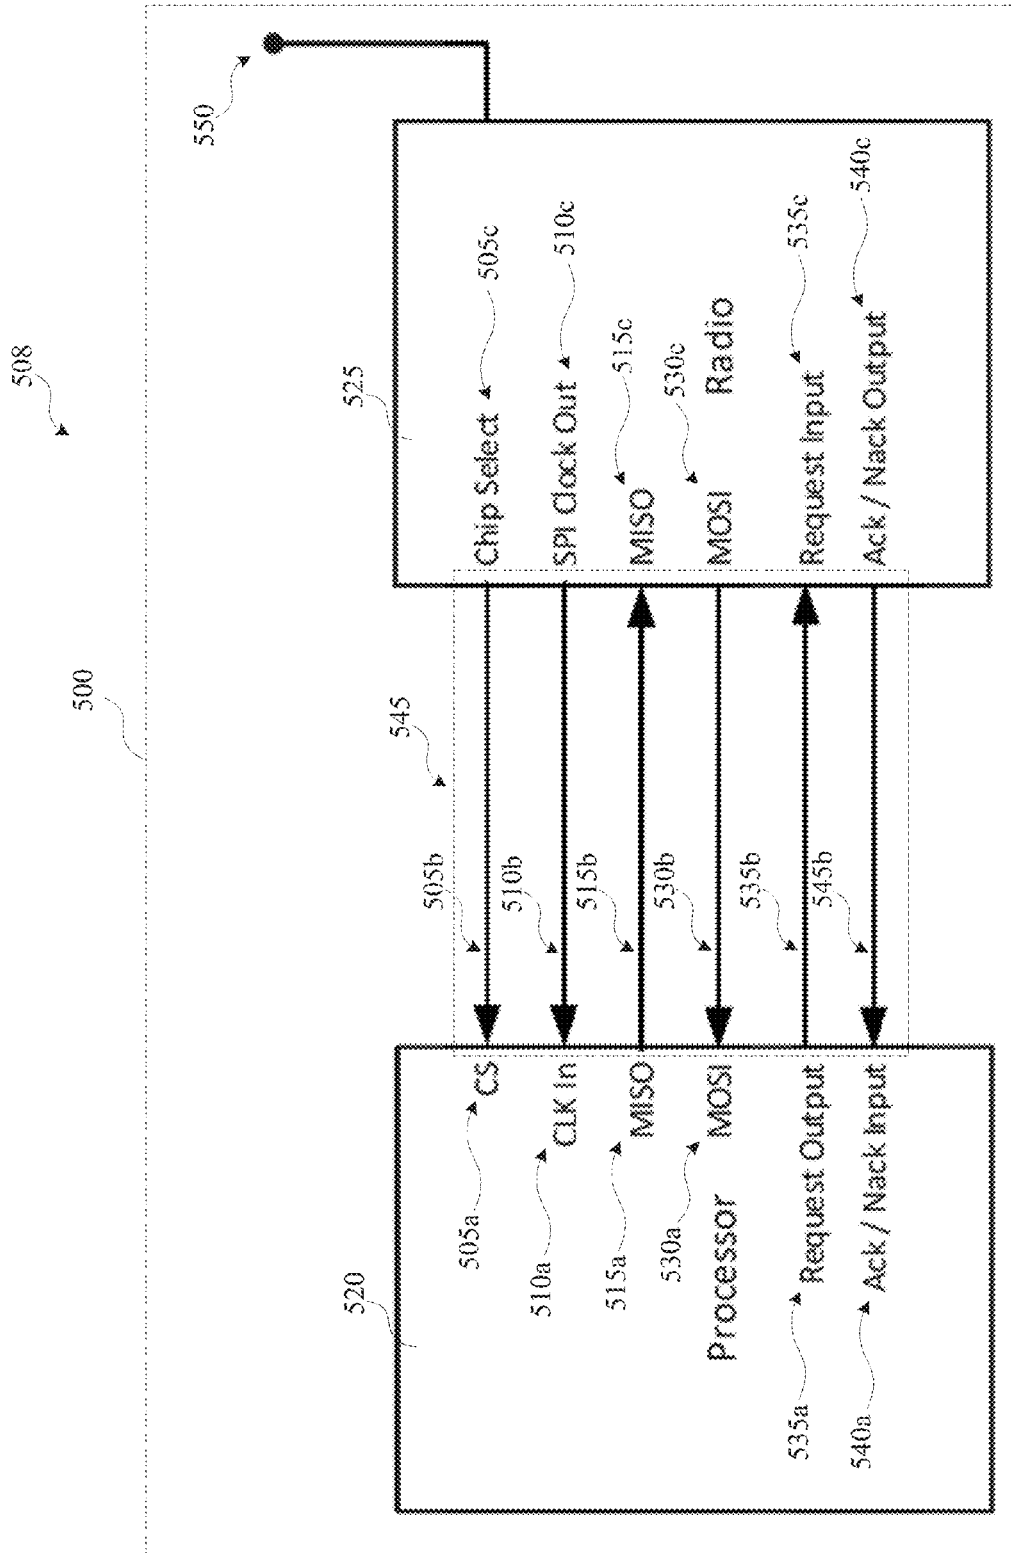 508
500
550
520
525
545
505a
CS
505b
Chip Select
505c
510a
CLK In
510b
SPI Clock Out
510c
515a
MISO
515b
MISO
515c
530a
MOSI
530b
MOSI
530c
Processor
Radio
535a
Request Output
535b
Request Input
535c
540a
Ack / Nack Input
545b
Ack / Nack Output
540c